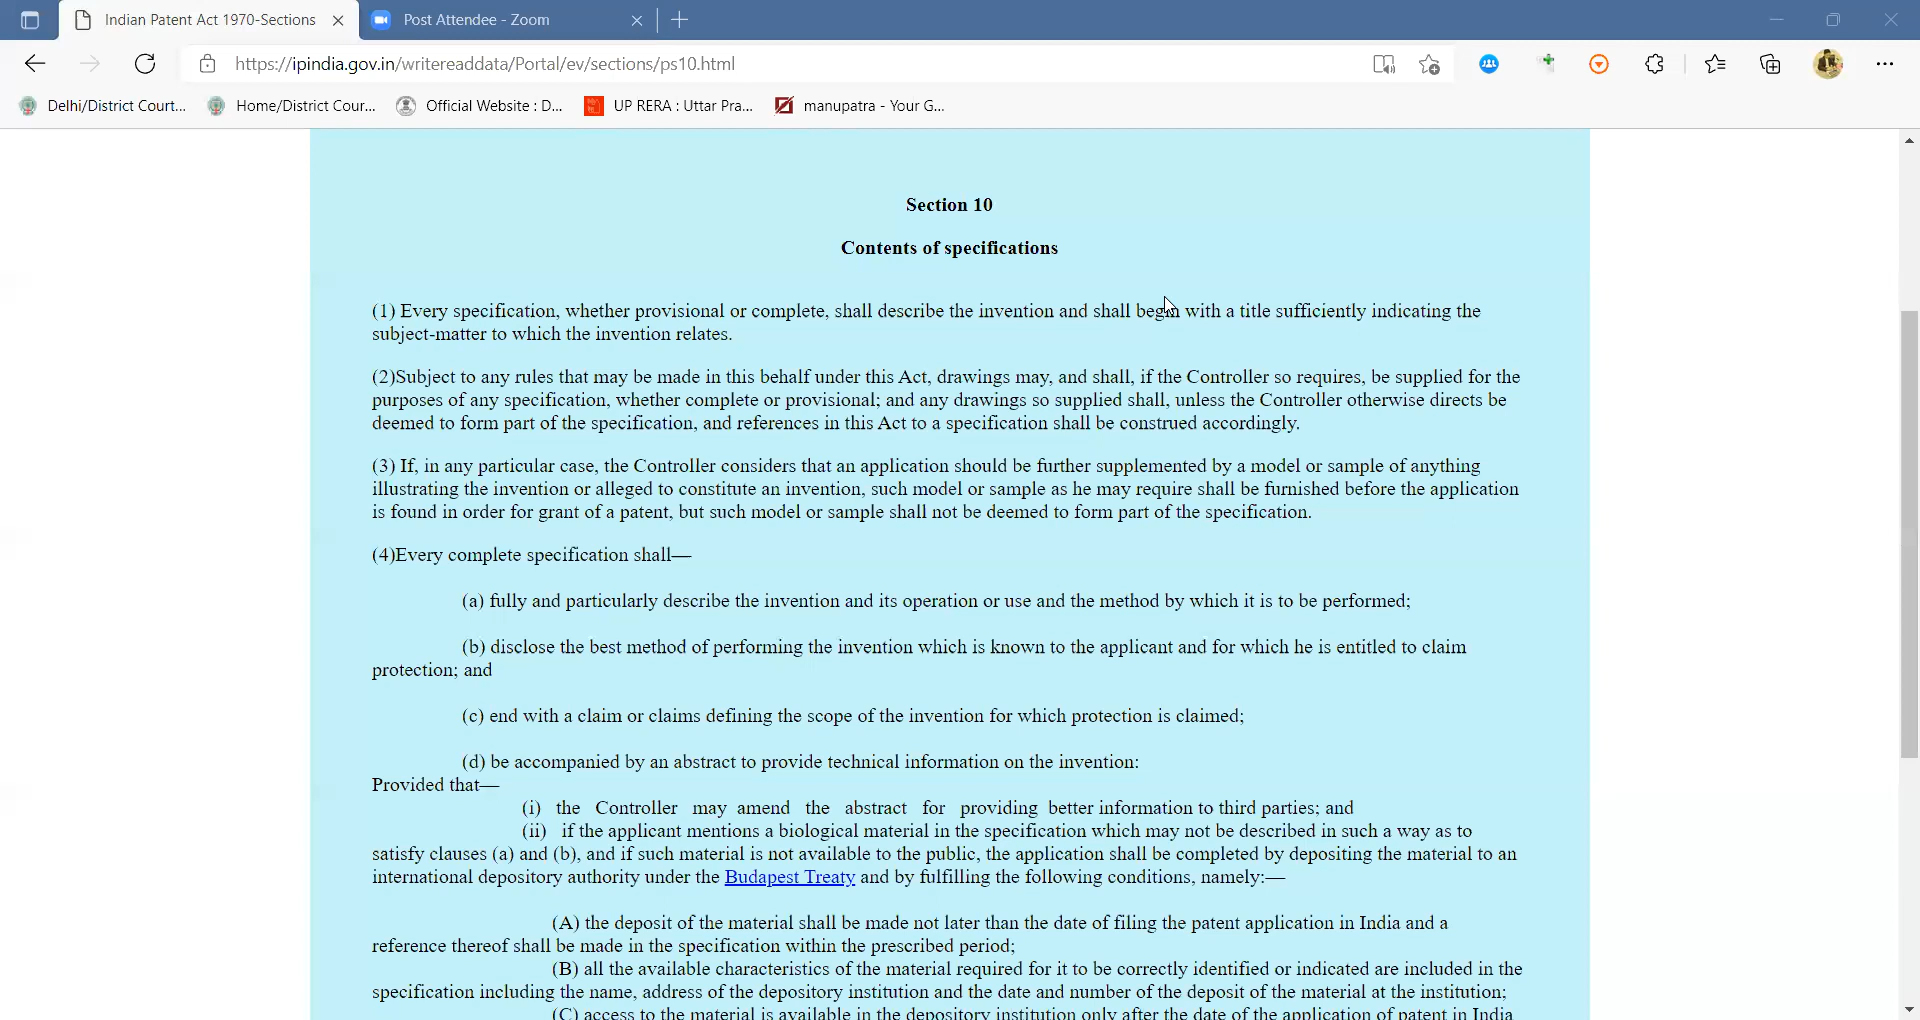 Indian Patent Act 1970-Sections
Post Attendee - Zoom
https://ipindia.gov.in/writereaddata/Portal/ev/sections/ps10.html
Delhi/District Court...
Home/District Cour...
Official Website : D...
UP RERA : Uttar Pra...
manupatra - Your G...
Section 10
Contents of specifications
(1) Every specification, whether provisional or complete, shall describe the invention and shall begin with a title sufficiently indicating the
subject-matter to which the invention relates.
(2)Subject to any rules that may be made in this behalf under this Act, drawings may, and shall, if the Controller so requires, be supplied for the
purposes of any specification, whether complete or provisional; and any drawings so supplied shall, unless the Controller otherwise directs be
deemed to form part of the specification, and references in this Act to a specification shall be construed accordingly.
(3) If, in any particular case, the Controller considers that an application should be further supplemented by a model or sample of anything
illustrating the invention or alleged to constitute an invention, such model or sample as he may require shall be furnished before the application
is found in order for grant of a patent, but such model or sample shall not be deemed to form part of the specification.
(4)Every complete specification shall—
(a) fully and particularly describe the invention and its operation or use and the method by which it is to be performed;
(b) disclose the best method of performing the invention which is known to the applicant and for which he is entitled to claim
protection; and
(c) end with a claim or claims defining the scope of the invention for which protection is claimed;
(d) be accompanied by an abstract to provide technical information on the invention:
Provided that—
(i) the Controller may amend the abstract for providing better information to third parties; and
(ii) if the applicant mentions a biological material in the specification which may not be described in such a way as to
satisfy clauses (a) and (b), and if such material is not available to the public, the application shall be completed by depositing the material to an
international depository authority under the Budapest Treaty and by fulfilling the following conditions, namely:—
(A) the deposit of the material shall be made not later than the date of filing the patent application in India and a
reference thereof shall be made in the specification within the prescribed period;
(B) all the available characteristics of the material required for it to be correctly identified or indicated are included in the
specification including the name, address of the depository institution and the date and number of the deposit of the material at the institution;
(C) access to the material is available in the depository institution only after the date of the application of patent in India